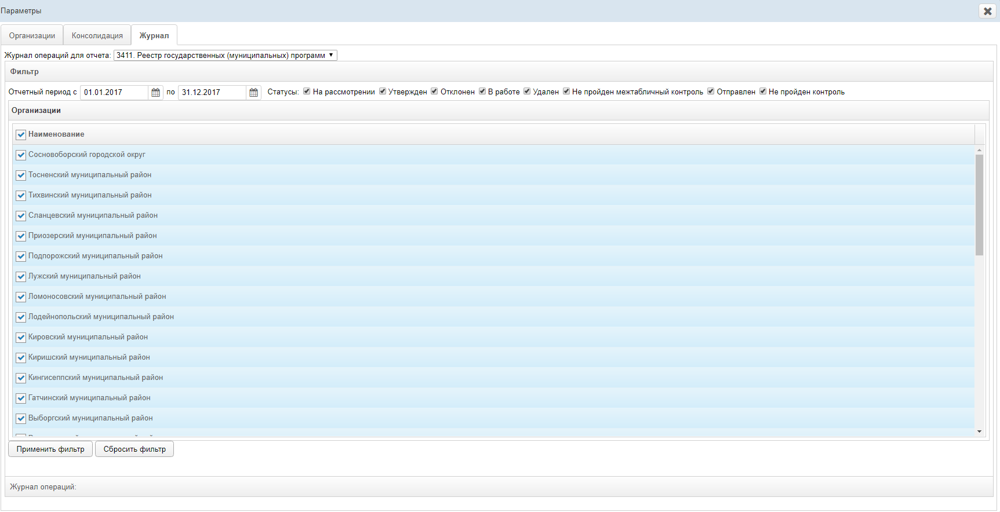 Параметры
Организации Консолидация Журнал
Журнал операций для отчета: 3411. Реестр государственных (муниципальных) программ
Фильтр
Отчетный период с 01.01.2017 по 31.12.2017 Статусы: На рассмотрении Утвержден Отклонен В работе Удален Не пройден межтабличный контроль Отправлен Не пройден контроль
Организации
Наименование
Сосновоборский городской округ
Тосненский муниципальный район
Тихвинский муниципальный район
Сланцевский муниципальный район
Приозерский муниципальный район
Подпорожский муниципальный район
Лужский муниципальный район
Ломоносовский муниципальный район
Лодейнопольский муниципальный район
Кировский муниципальный район
Киришский муниципальный район
Кингисеппский муниципальный район
Гатчинский муниципальный район
Выборгский муниципальный район
Применить фильтр Сбросить фильтр
Журнал операций: